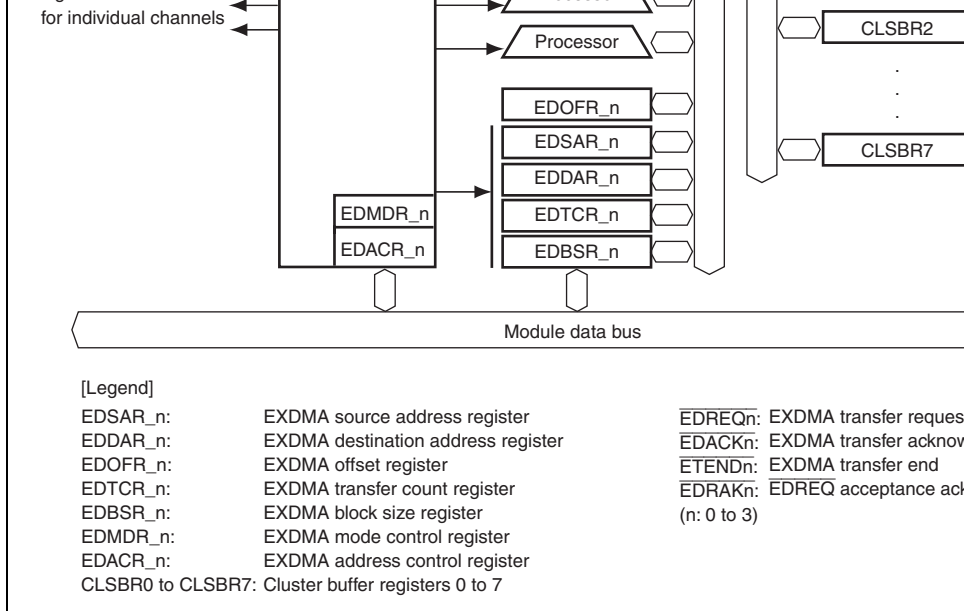 for individual channels
Processor
CLSBR2
.
.
.
EDOFR_n
EDSAR_n
CLSBR7
EDDAR_n
EDMDR_n
EDTCR_n
EDACR_n
EDBSR_n
Module data bus
[Legend]
EDSAR_n: EXDMA source address register
EDDAR_n: EXDMA destination address register
EDOFR_n: EXDMA offset register
EDTCR_n: EXDMA transfer count register
EDBSR_n: EXDMA block size register
EDMDR_n: EXDMA mode control register
EDACR_n: EXDMA address control register
CLSBR0 to CLSBR7: Cluster buffer registers 0 to 7
EDREQn: EXDMA transfer reques
EDACKn: EXDMA transfer acknow
ETENDn: EXDMA transfer end
EDRAKn: EDREQ acceptance ack
(n: 0 to 3)